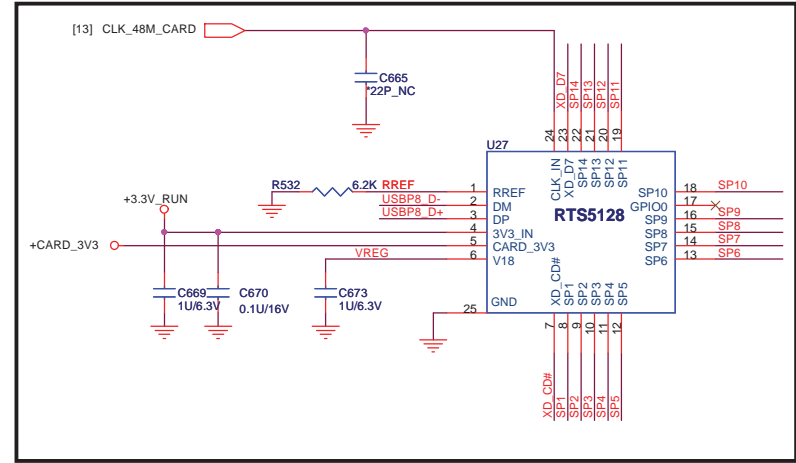 [13] CLK_48M_CARD
C665
*22P_NC
XD_D7
SP14
SP13
SP12
SP11
24
23
22
21
20
19
U27
CLK_IN
XD_D7
SP14
SP13
SP12
SP11
R532
6.2K
RREF
1
RREF
USBP8_D-
2
DM
USBP8_D+
3
DP
+3.3V_RUN
4
3V3_IN
+CARD_3V3
5
CARD_3V3
VREG
6
V18
RTS5128
SP10
18
SP10
GPIO0
17
SP9
16
SP9
SP8
15
SP8
SP7
14
SP7
SP6
13
SP6
C669
1U/6.3V
C670
0.1U/16V
C673
1U/6.3V
25
GND
XD_CD#
SP1
SP2
SP3
SP4
SP5
7
8
9
10
11
12
XD_CD#
SP1
SP2
SP3
SP4
SP5